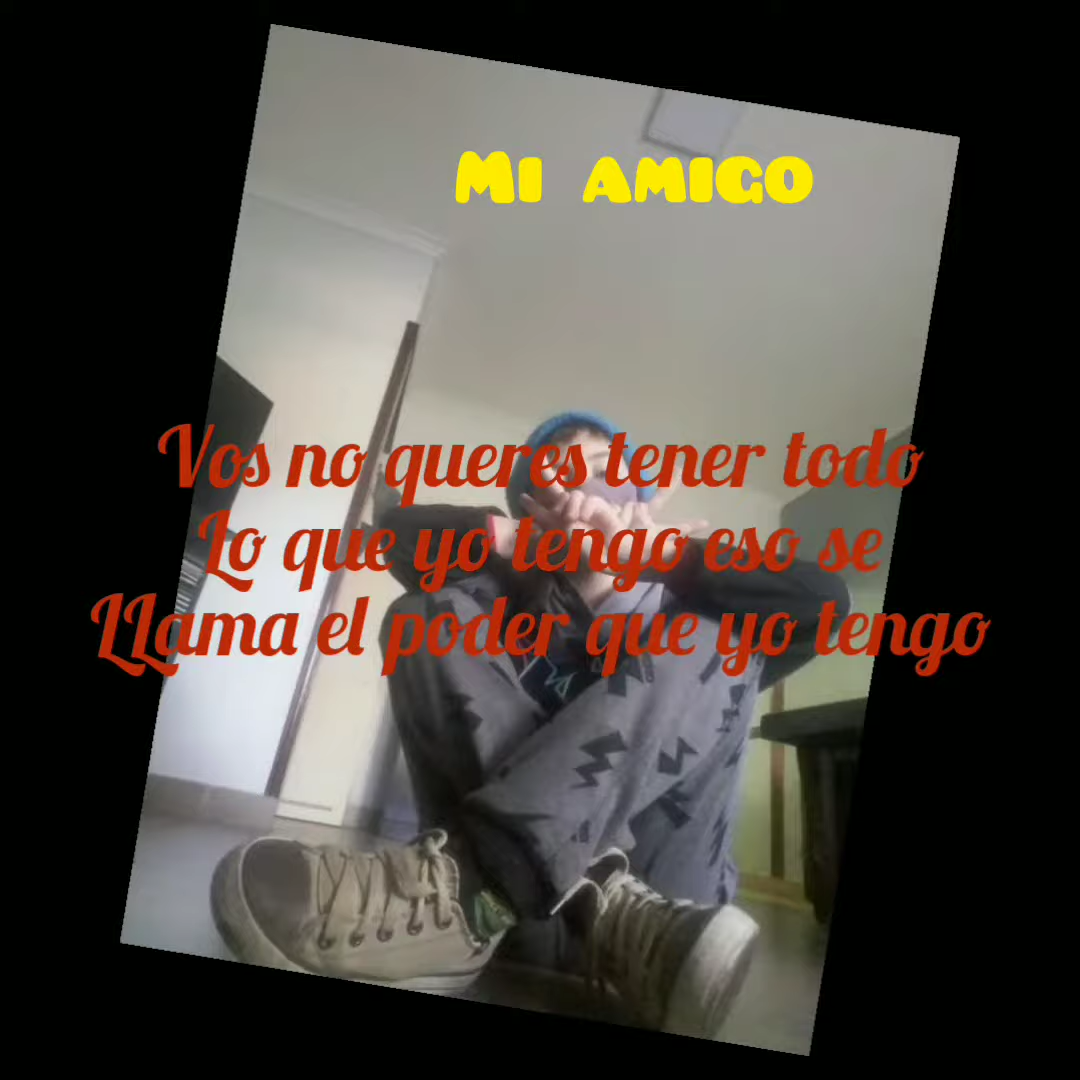 Mi amigo
Vos no queres tener todo
Lo que yo tengo eso se
LLama el poder que yo tengo